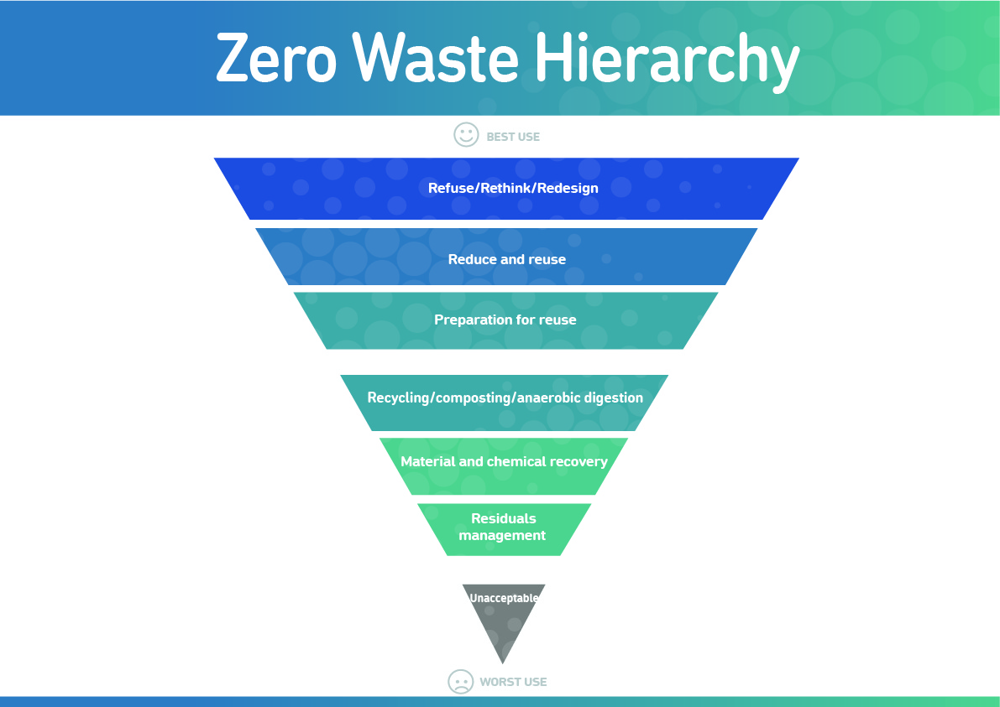 Zero Waste Hierarchy
BEST USE
Refuse/Rethink/Redesign
Reduce and reuse
Preparation for reuse
Recycling/composting/anaerobic digestion
Material and chemical recovery
Residuals
management
Unacceptable
WORST USE